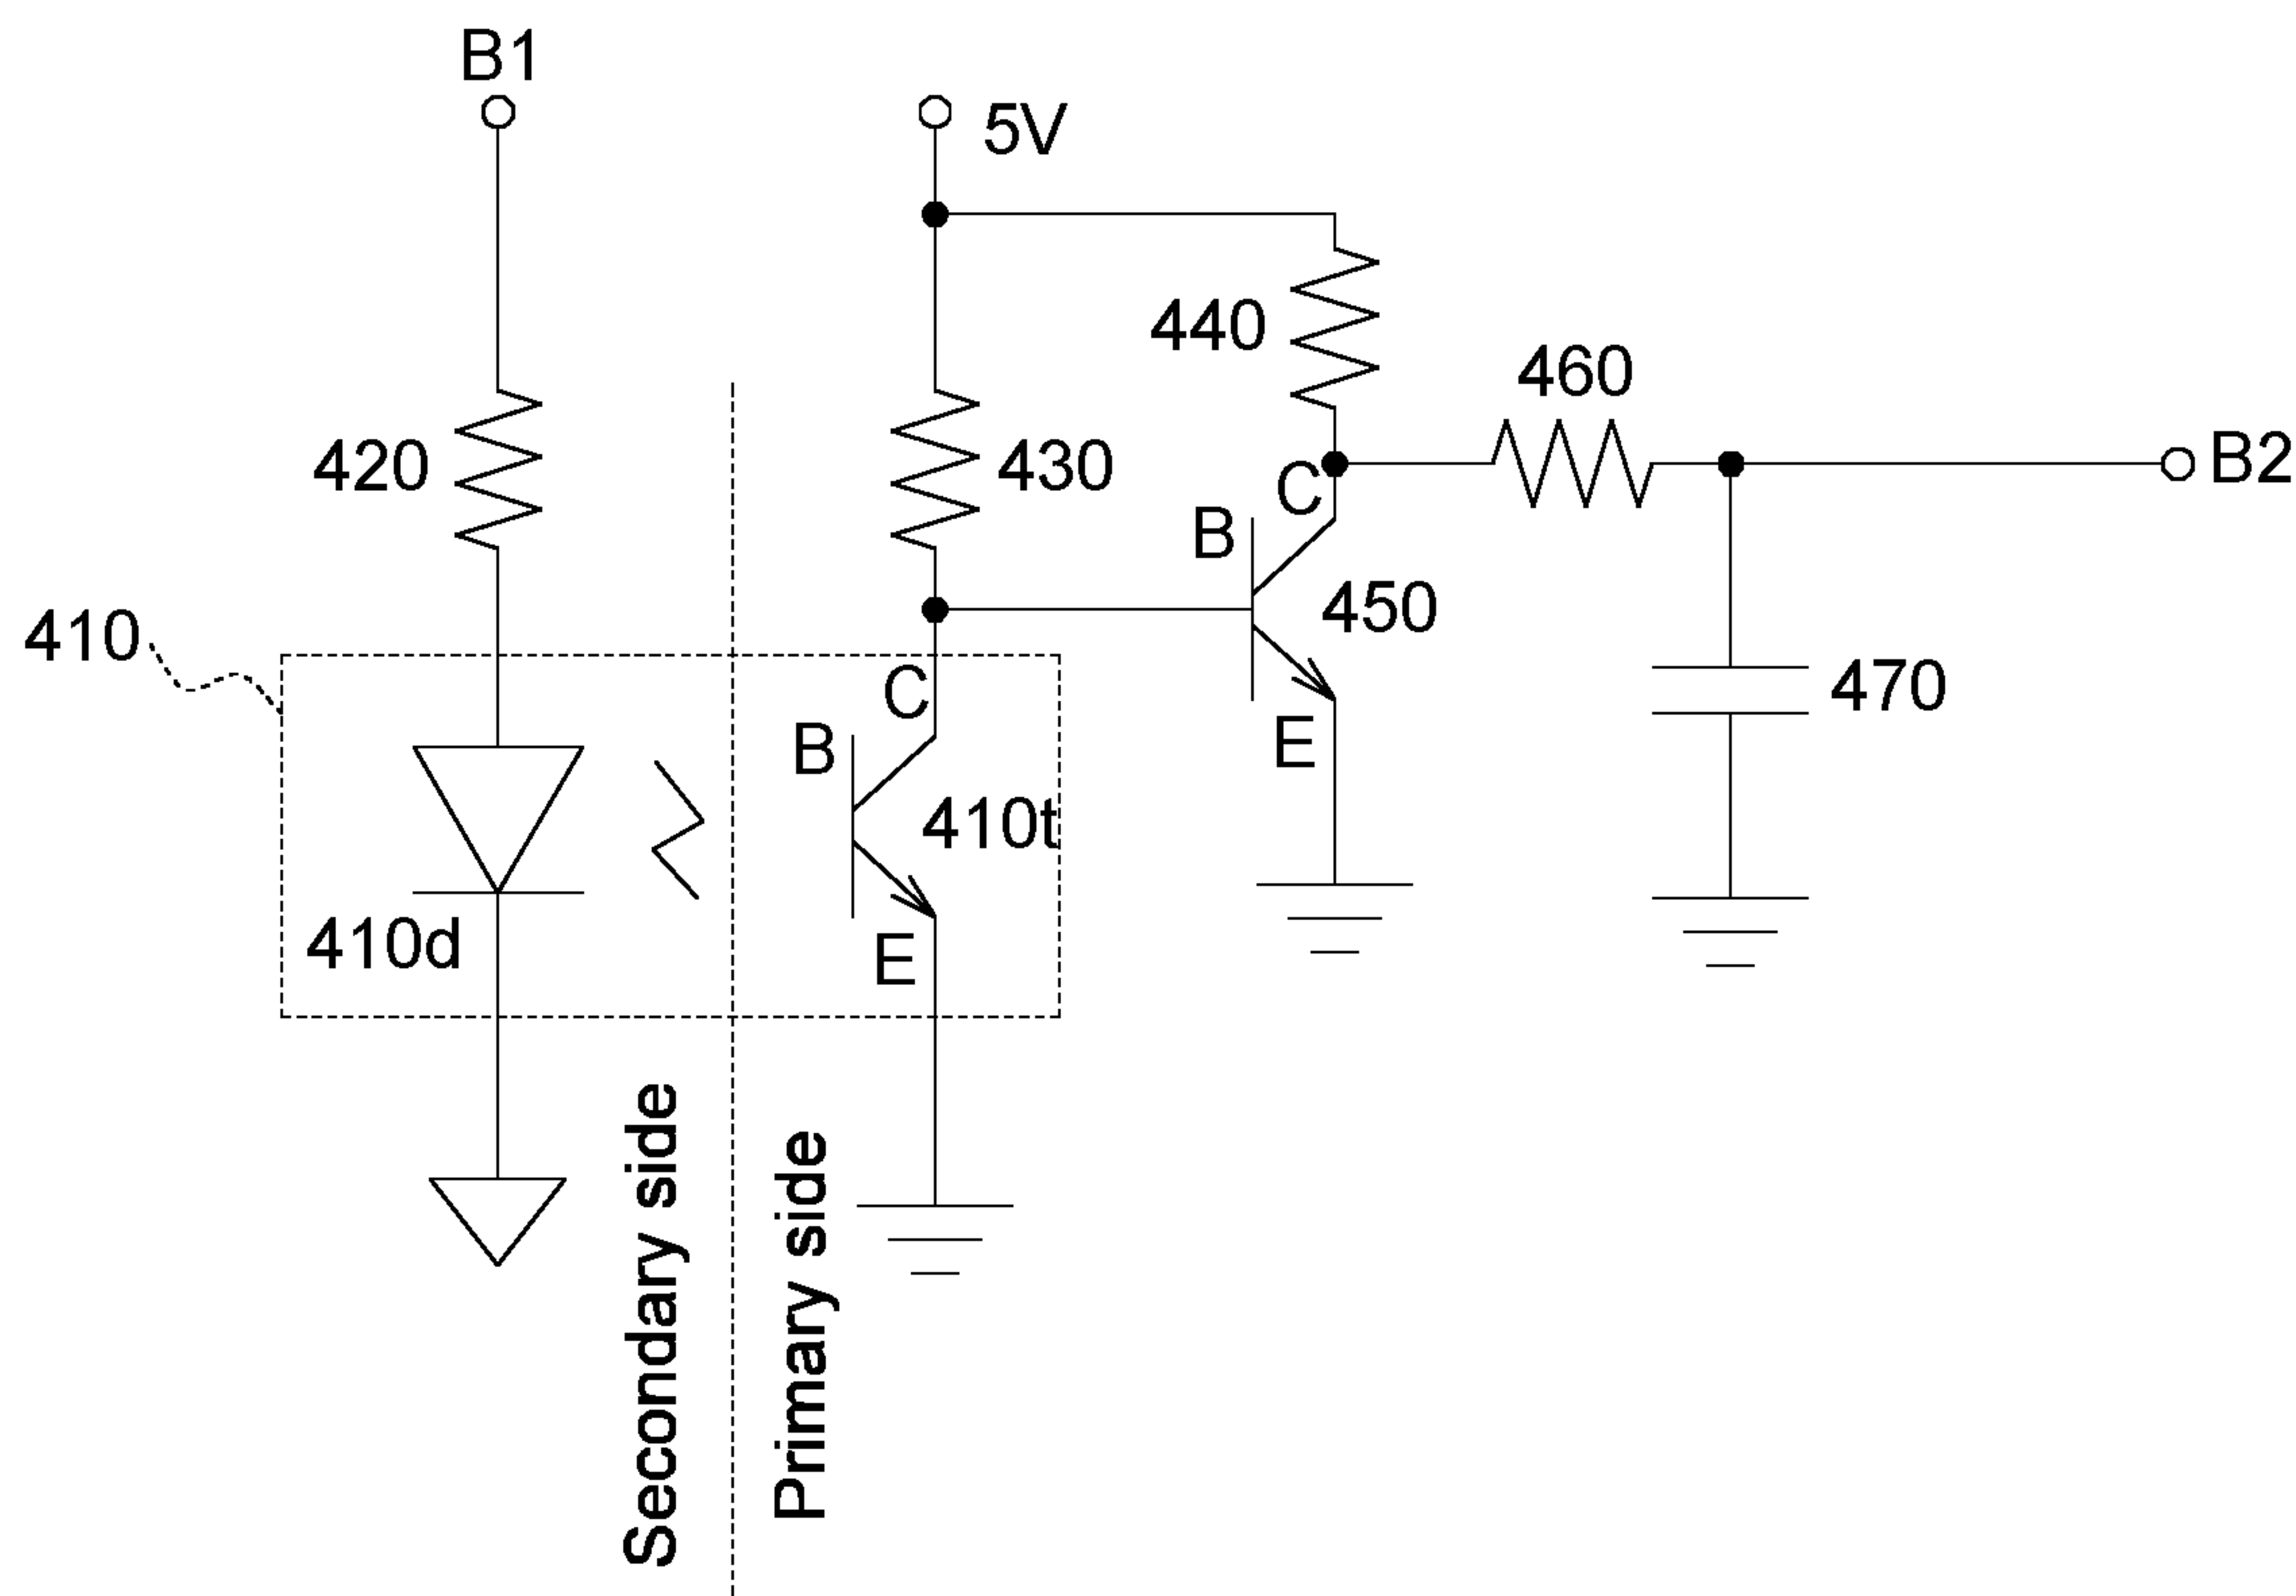 B1
5V
440
460
420
430
C
B2
B
450
410
C
470
B
E
410t
410d
E
Secondary side
Primary side